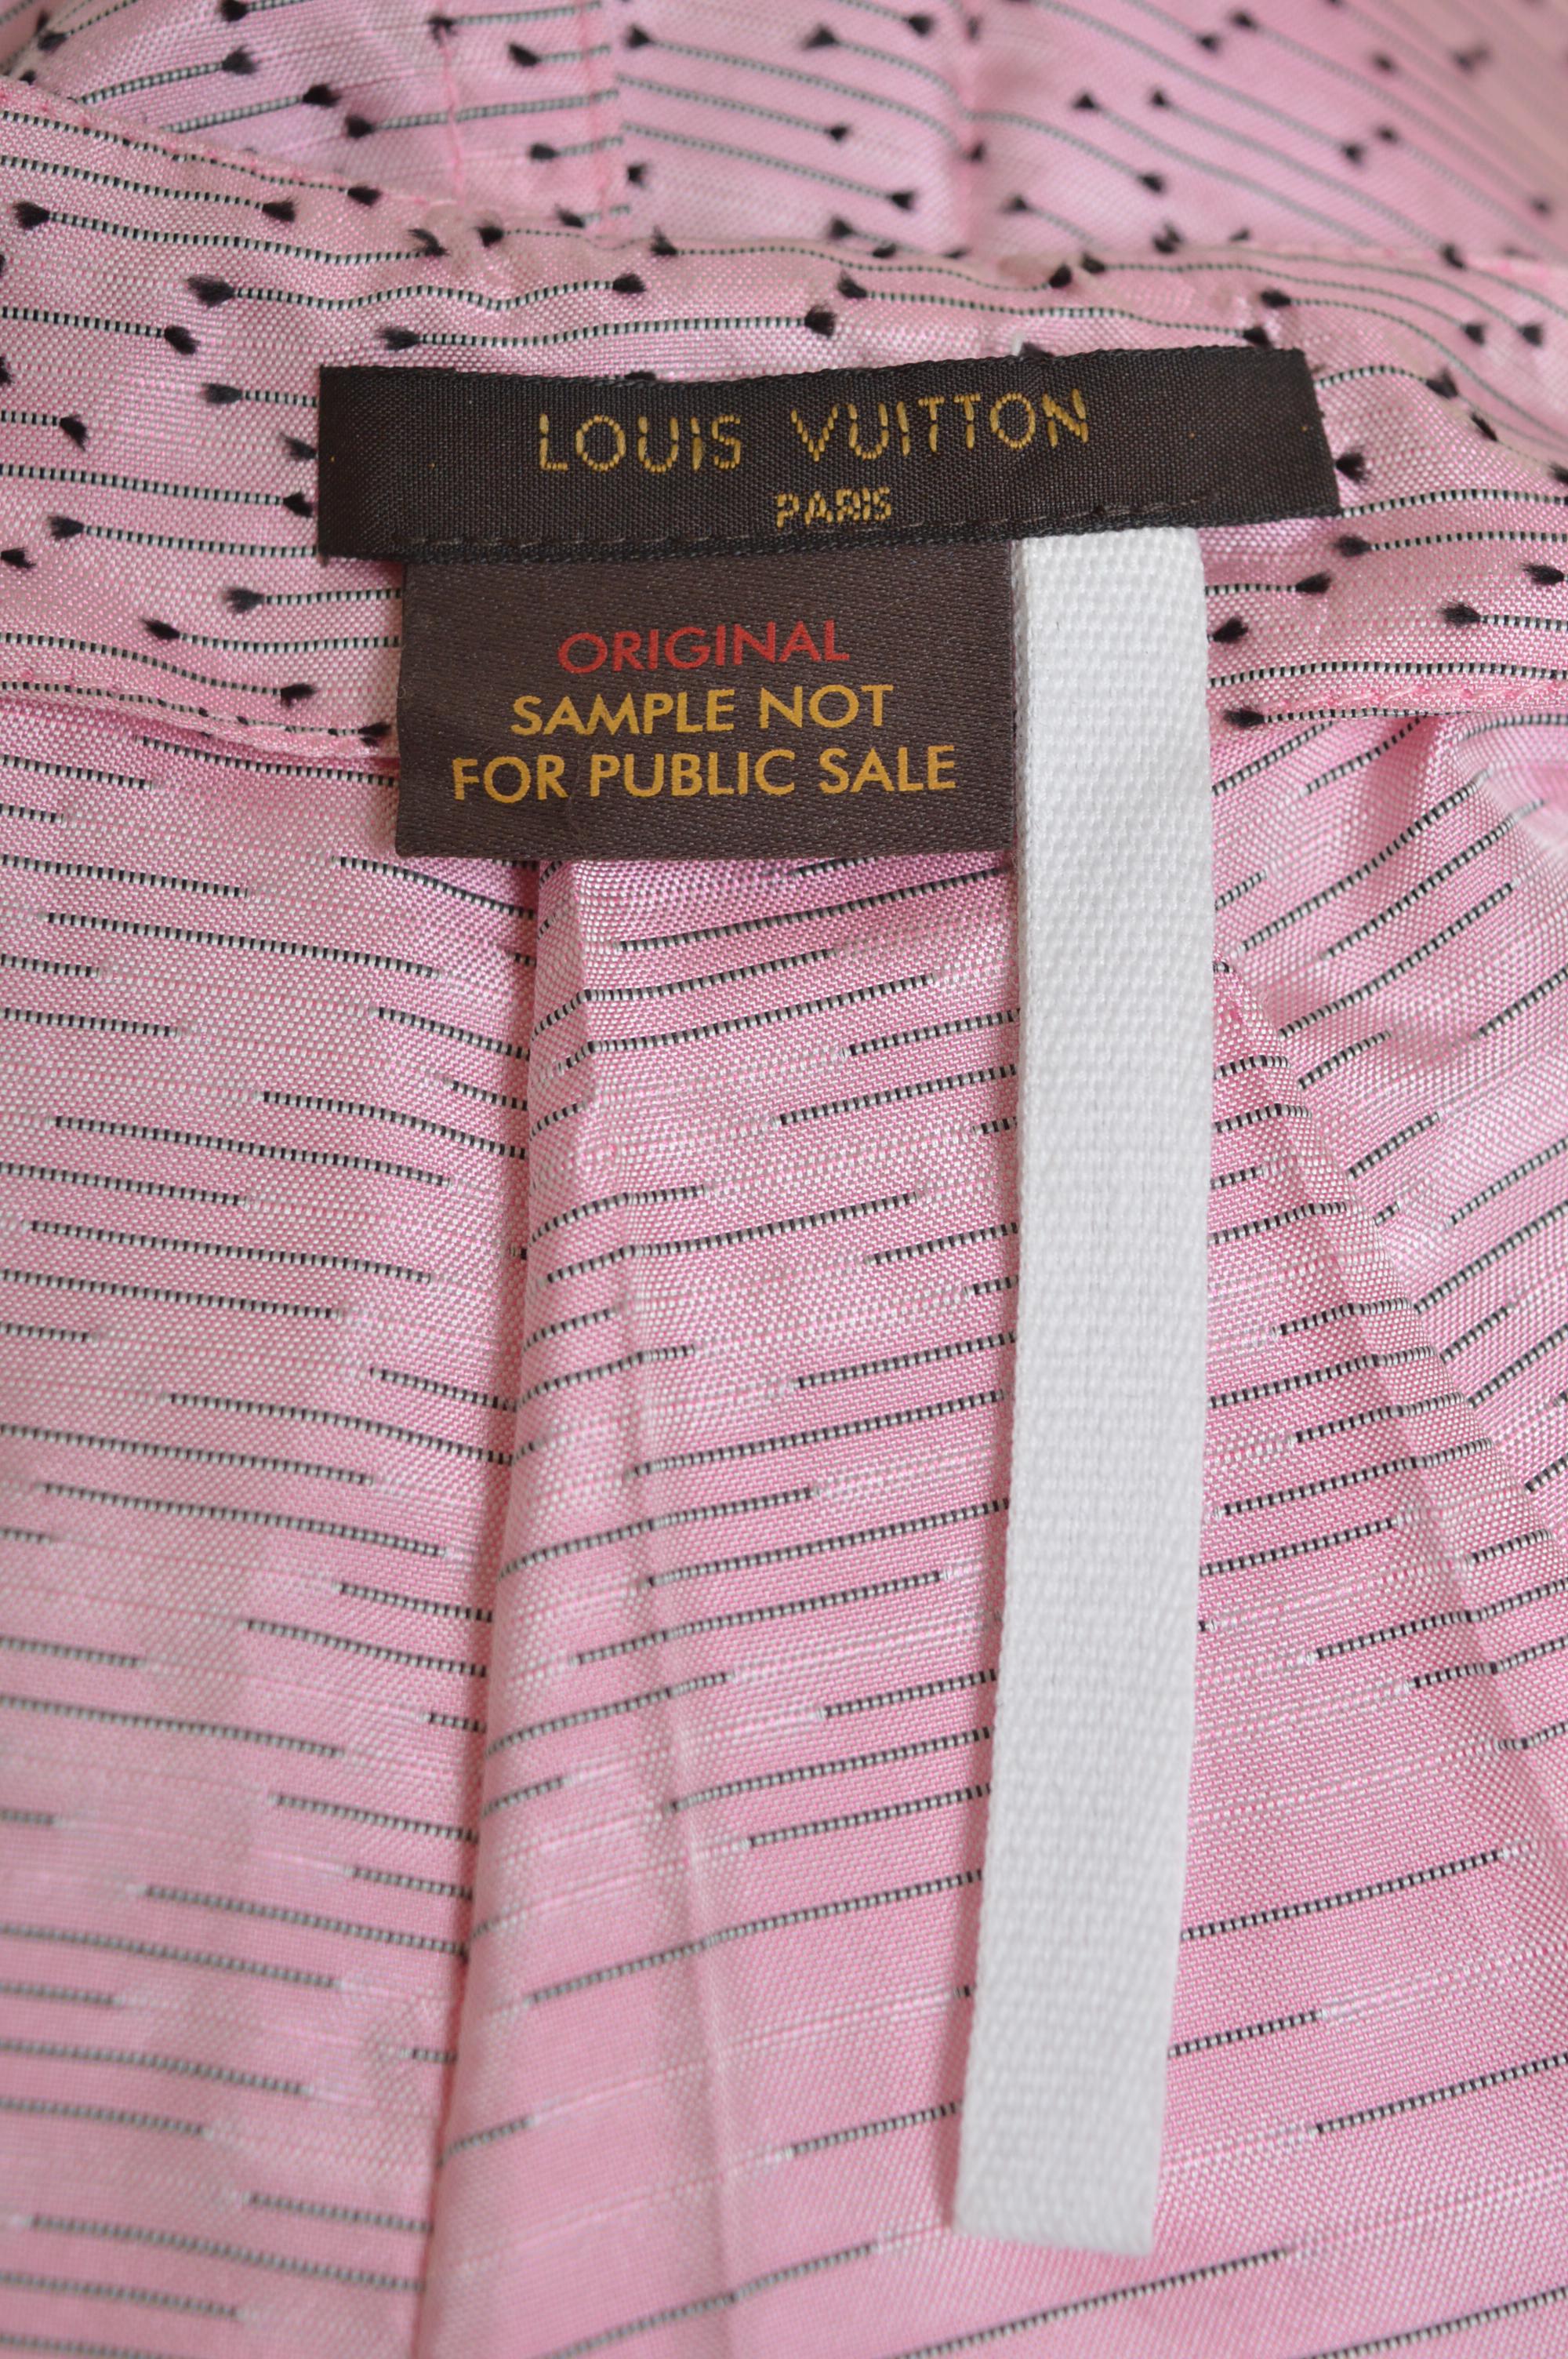 LOUIS VUITTON
PARIS
ORIGINAL
SAMPLE NOT
FOR PUBLIC SALE